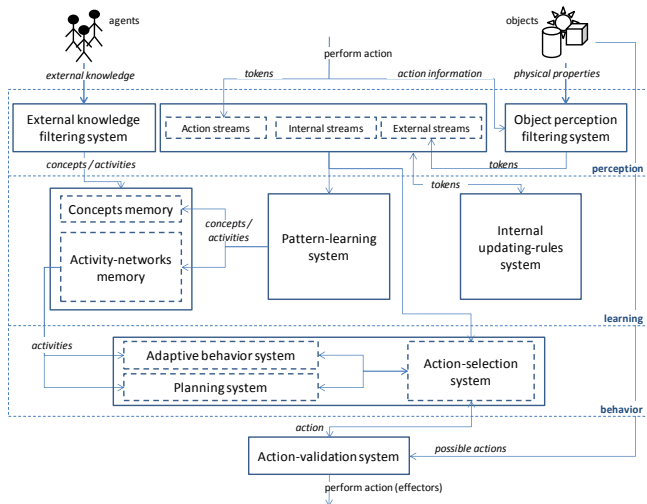 agents
objects
perform action
external knowledge
tokens
action information
physical properties
External knowledge
filtering system
Action streams
Internal streams
External streams
Object perception
filtering system
concepts / activities
tokens
perception
tokens
Concepts memory
concepts /
activities
Activity-networks
memory
Pattern-learning
system
Internal
updating-rules
system
learning
activities
Adaptive behavior system
Planning system
Action-selection
system
behavior
action
Action-validation system
possible actions
perform action (effectors)